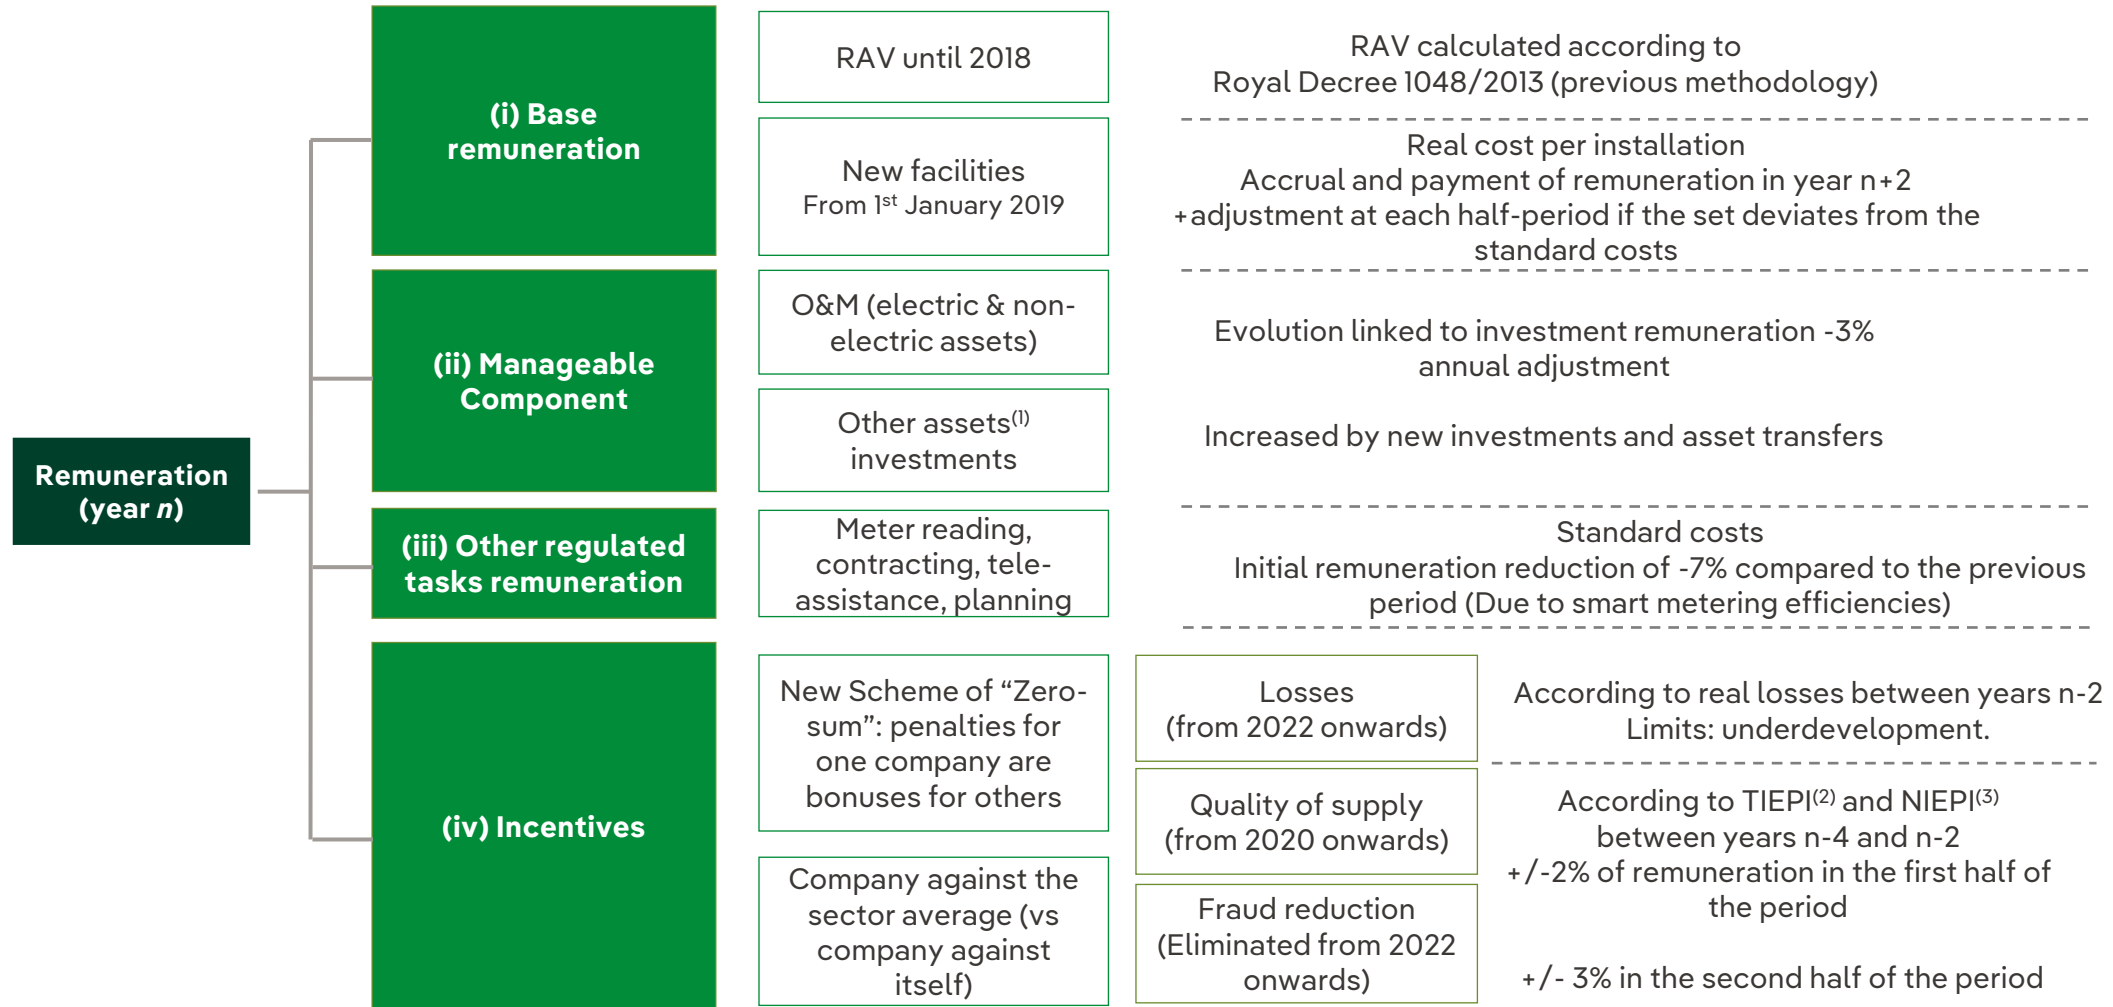 Remuneration
(year n)
(i) Base
remuneration
RAV until 2018
RAV calculated according to
Royal Decree 1048/2013 (previous methodology)
New facilities
From 1st January 2019
Real cost per installation
Accrual and payment of remuneration in year n+2
+adjustment at each half-period if the set deviates from the
standard costs
(ii) Manageable
Component
O&M (electric & non-
electric assets)
Evolution linked to investment remuneration -3%
annual adjustment
Other assets(1)
investments
Increased by new investments and asset transfers
(iii) Other regulated
tasks remuneration
Meter reading,
contracting, tele-
assistance, planning
Standard costs
Initial remuneration reduction of -7% compared to the previous
period (Due to smart metering efficiencies)
(iv) Incentives
New Scheme of “Zero-
sum”: penalties for
one company are
bonuses for others
Company against the
sector average (vs
company against
itself)
Losses
(from 2022 onwards)
According to real losses between years n-2
Limits: underdevelopment.
Quality of supply
(from 2020 onwards)
According to TIEPI(2) and NIEPI(3)
between years n-4 and n-2
+/-2% of remuneration in the first half of
the period
Fraud reduction
(Eliminated from 2022
onwards)
+/- 3% in the second half of the period